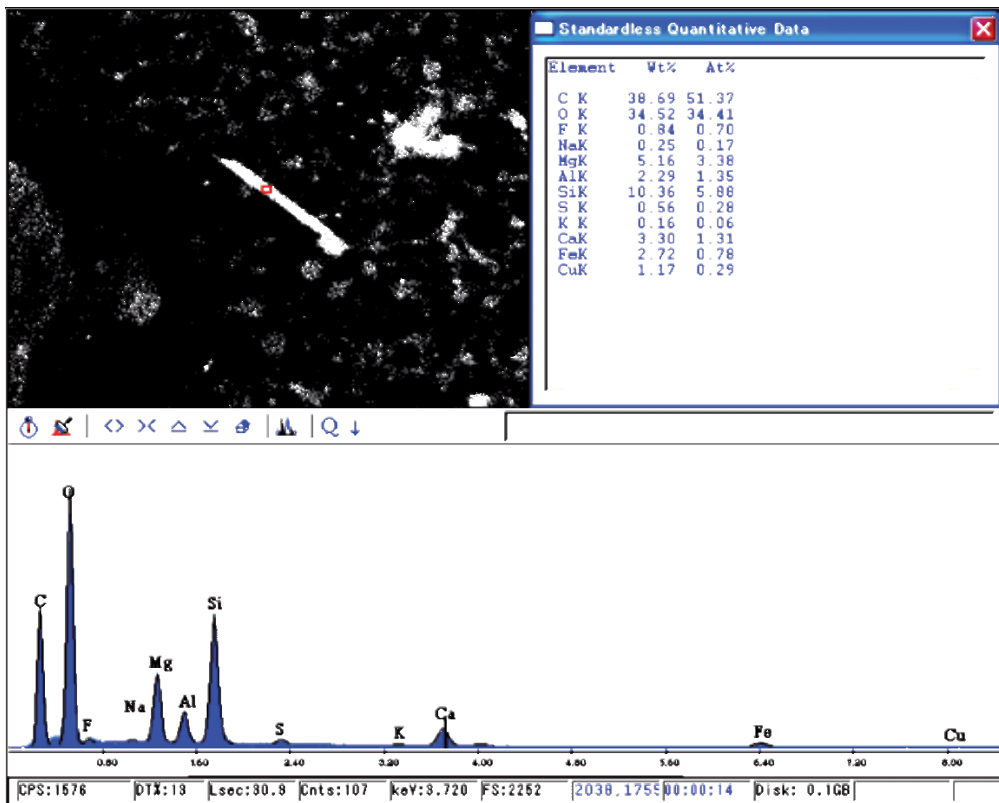 Standardless Quantitative Data
Element Wt% At%
C K 38.69 51.37
O K 34.52 34.41
F K 0.84 0.70
NaK 0.25 0.17
MgK 5.16 3.38
AlK 2.29 1.35
SiK 10.36 5.88
S K 0.56 0.28
K K 0.16 0.06
CaK 3.30 1.31
FeK 2.72 0.78
CuK 1.17 0.29
Q
O
C
Si
Mg
Na
Al
F
S
K
Ca
Fe
Cu
0.80 1.60 2.40 3.20 4.00 4.80 5.60 6.40 7.20 8.00
CPS:1576 DT%:13 Lsec:30.9 Cnts:107 keV:3.720 FS:2252 2038,1755 00:00:14 Disk: 0.1GB